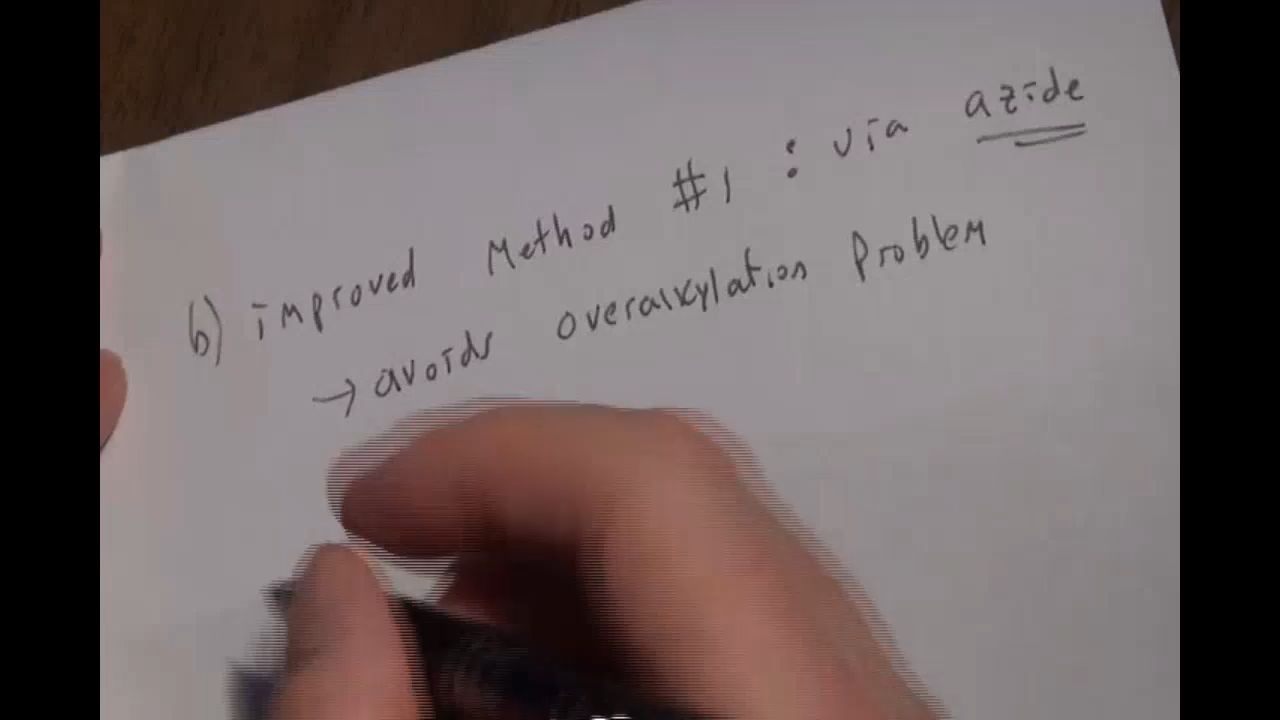 b) improved Method #1 : via azide
→ avoids overalkylation Problem